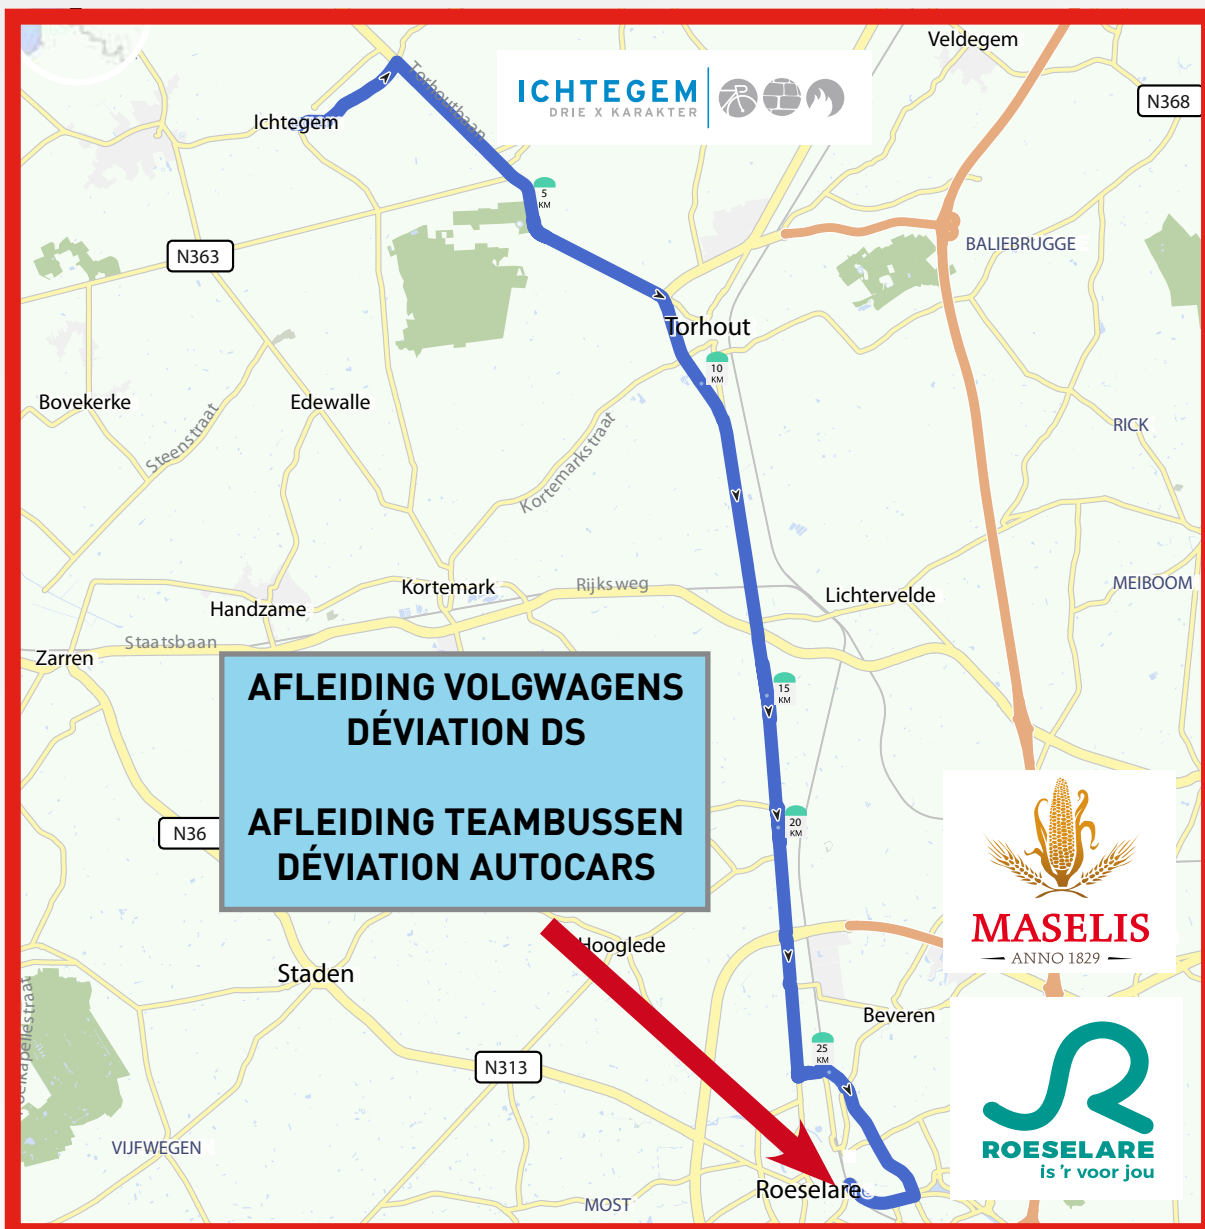 Veldegem
N368
ICHTEGEM
DRIE X KARAKTER
Torhoutbaan
Ichtegem
5
KM
N363
BALIEBRUGGE
Torhout
10
KM
Bovekerke
Edewalle
Steenstraat
RICK
Kortemarkstraat
Kortemark
Rijksweg
Lichtervelde
MEIBOOM
Handzame
Staatsbaan
Zarren
AFLEIDING VOLGWAGENS
DÉVIATION DS
AFLEIDING TEAMBUSSEN
DÉVIATION AUTOCARS
15
KM
20
KM
N36
MASELIS
ANNO 1829
Hooglede
Staden
Beveren
25
KM
N313
ROESELARE
is 'r voor jou
VIJFWEGEN
Roeselare
MOST